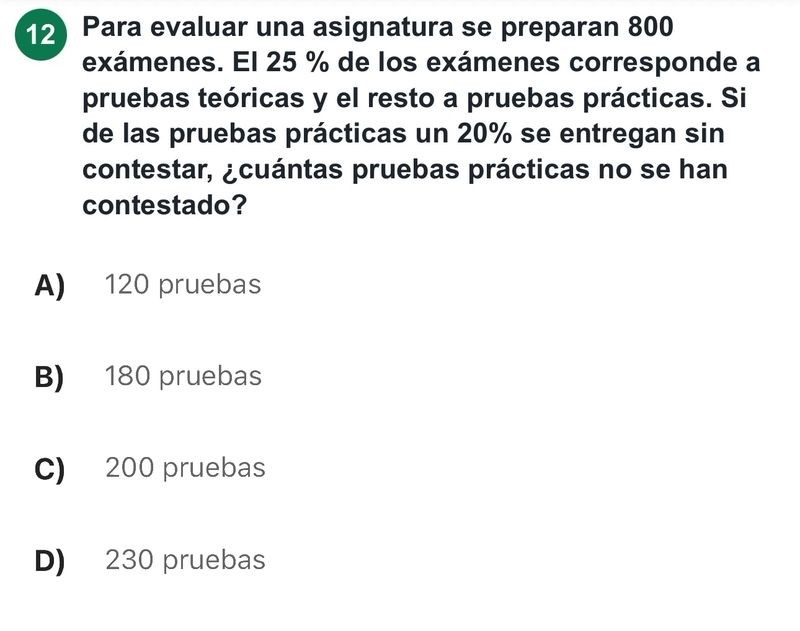 12 Para evaluar una asignatura se preparan 800
exámenes. El 25 % de los exámenes corresponde a
pruebas teóricas y el resto a pruebas prácticas. Si
de las pruebas prácticas un 20% se entregan sin
contestar, ¿cuántas pruebas prácticas no se han
contestado?
A) 120 pruebas
B) 180 pruebas
C) 200 pruebas
D) 230 pruebas